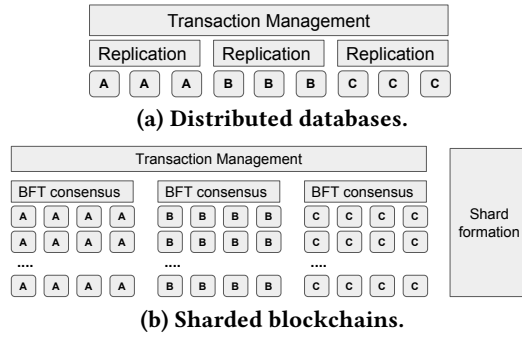 Transaction Management
Replication Replication Replication
A A A B B B C C C
(a) Distributed databases.
Transaction Management
BFT consensus BFT consensus BFT consensus
A A A A B B B B C C C C
A A A A B B B B C C C C
.... .... ....
A A A A B B B B C C C C
Shard
formation
(b) Sharded blockchains.